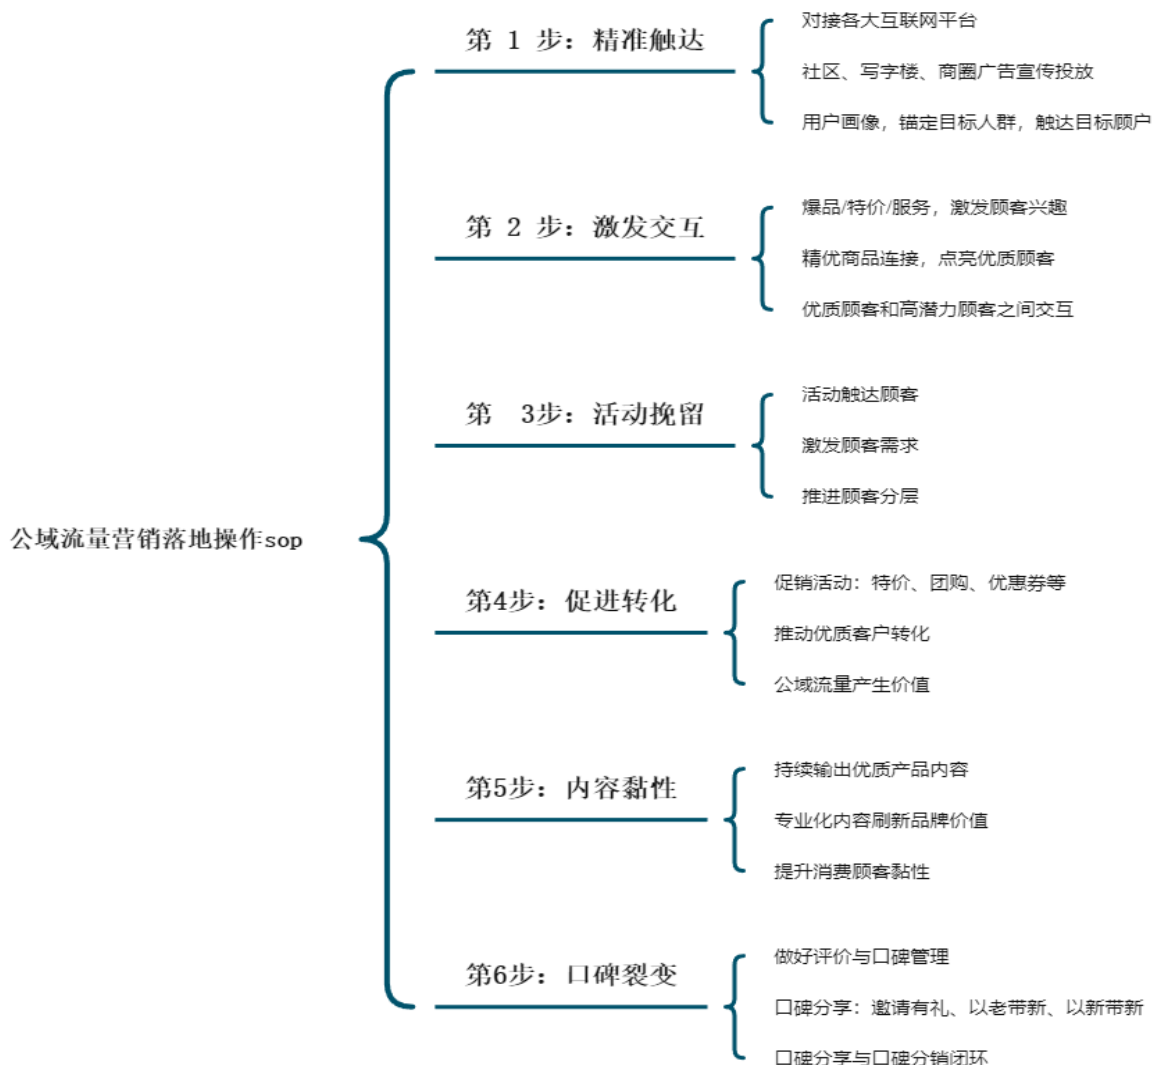 公域流量营销落地操作sop
第 1 步：精准触达
对接各大互联网平台
社区、写字楼、商圈广告宣传投放
用户画像，锚定目标人群，触达目标顾户
第 2 步：激发交互
爆品/特价/服务，激发顾客兴趣
精优商品连接，点亮优质顾客
优质顾客和高潜力顾客之间交互
第  3步：活动挽留
活动触达顾客
激发顾客需求
推进顾客分层
第4步：促进转化
促销活动：特价、团购、优惠券等
推动优质客户转化
公域流量产生价值
第5步：内容黏性
持续输出优质产品内容
专业化内容刷新品牌价值
提升消费顾客黏性
第6步：口碑裂变
做好评价与口碑管理
口碑分享：邀请有礼、以老带新、以新带新
口碑分享与口碑分销闭环